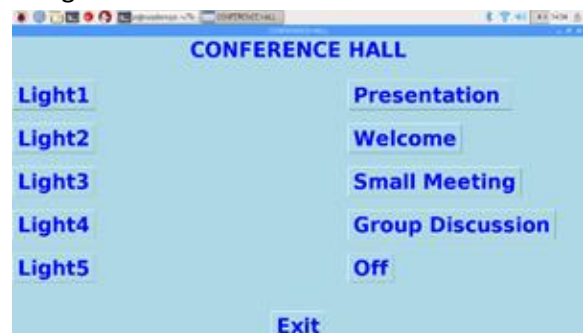 CONFERENCE HALL
Light1
Presentation
Light2
Welcome
Light3
Small Meeting
Light4
Group Discussion
Light5
Off
Exit